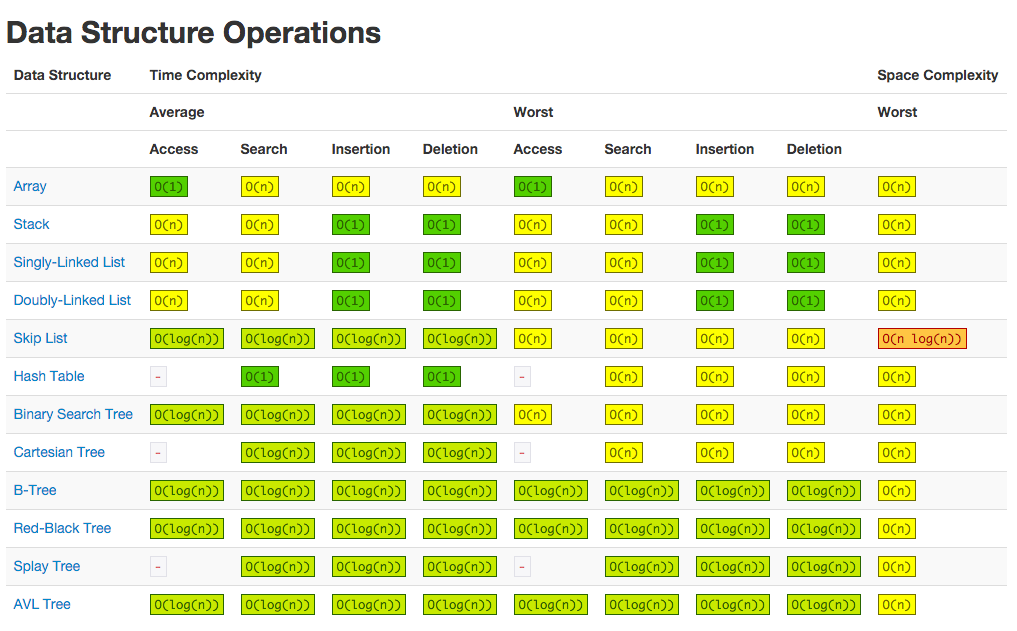 Data Structure Operations
Data Structure Time Complexity Space Complexity
Average Worst Worst
Access Search Insertion Deletion Access Search Insertion Deletion
Array O(1) O(n) O(n) O(n) O(1) O(n) O(n) O(n) O(n)
Stack O(n) O(n) O(1) O(1) O(n) O(n) O(1) O(1) O(n)
Singly-Linked List O(n) O(n) O(1) O(1) O(n) O(n) O(1) O(1) O(n)
Doubly-Linked List O(n) O(n) O(1) O(1) O(n) O(n) O(1) O(1) O(n)
Skip List O(log(n)) O(log(n)) O(log(n)) O(log(n)) O(n) O(n) O(n) O(n) O(n log(n))
Hash Table - O(1) O(1) O(1) - O(n) O(n) O(n) O(n)
Binary Search Tree O(log(n)) O(log(n)) O(log(n)) O(log(n)) O(n) O(n) O(n) O(n) O(n)
Cartesian Tree - O(log(n)) O(log(n)) O(log(n)) - O(n) O(n) O(n) O(n)
B-Tree O(log(n)) O(log(n)) O(log(n)) O(log(n)) O(log(n)) O(log(n)) O(log(n)) O(log(n)) O(n)
Red-Black Tree O(log(n)) O(log(n)) O(log(n)) O(log(n)) O(log(n)) O(log(n)) O(log(n)) O(log(n)) O(n)
Splay Tree - O(log(n)) O(log(n)) O(log(n)) - O(log(n)) O(log(n)) O(log(n)) O(n)
AVL Tree O(log(n)) O(log(n)) O(log(n)) O(log(n)) O(log(n)) O(log(n)) O(log(n)) O(log(n)) O(n)